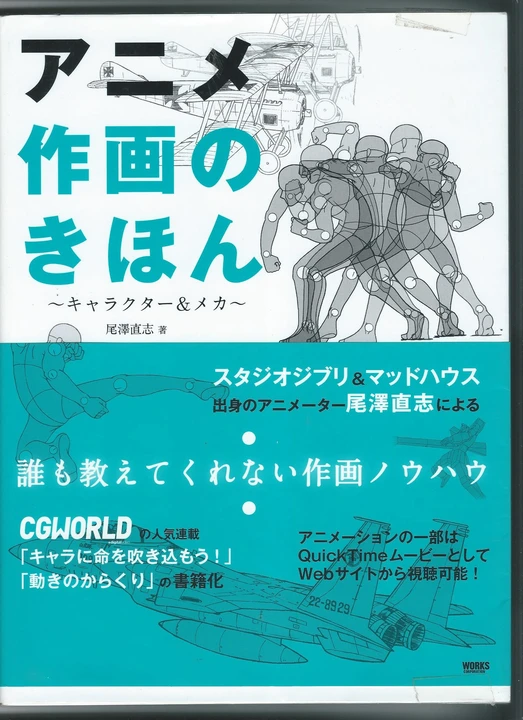 アニメ
作画の
きほん
～キャラクター&メカ～
尾澤直志 著
スタジオジブリ&マッドハウス
出身のアニメーター尾澤直志による
誰も教えてくれない作画ノウハウ
CGWORLD の人気連載
「キャラに命を吹き込もう!」
「動きのからくり」の書籍化
アニメーションの一部は
QuickTimeムービーとして
Webサイトから視聴可能!
22-8929
WORKS
CORPORATION